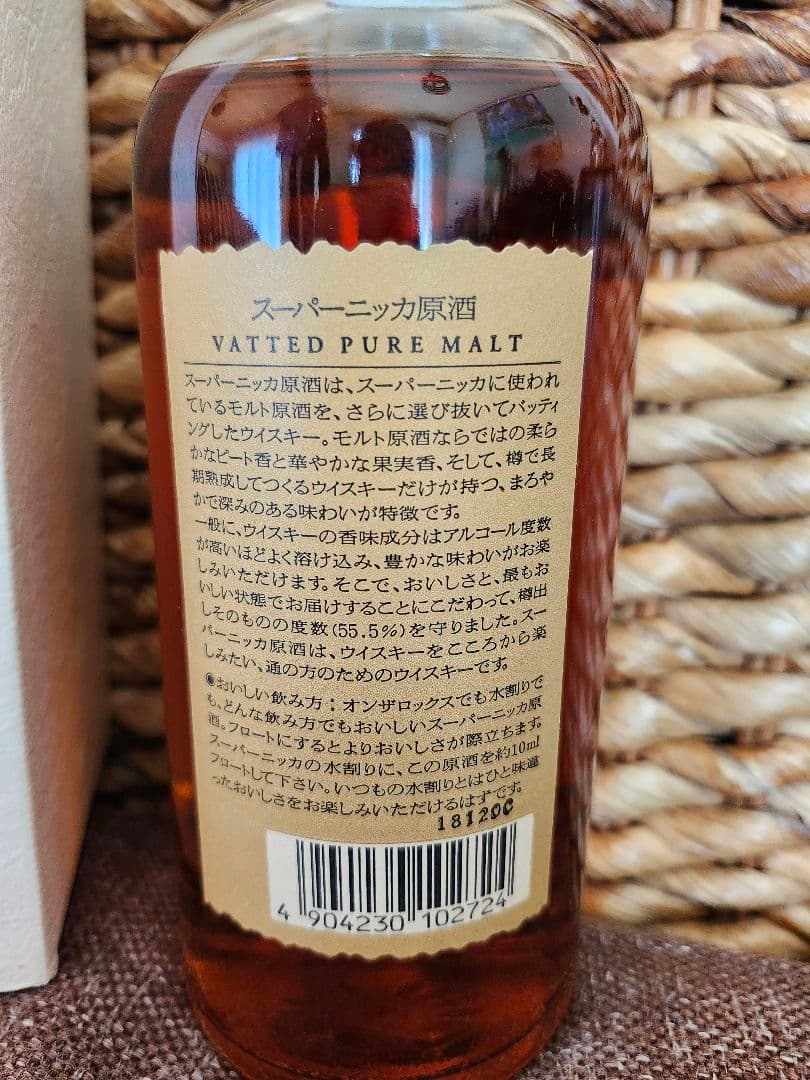 スーパーニッカ原酒
VATTED PURE MALT
スーパーニッカ原酒は、スーパーニッカに使われ
ているモルト原酒を、さらに選び抜いてバッティ
ングしたウイスキー。モルト原酒ならではの柔ら
かなピート香と華やかな果実香、そして、樽で長
期熟成してつくるウイスキーだけが持つ、まろや
かで深みのある味わいが特徴です。
一般に、ウイスキーの香味成分はアルコール度数
が高いほどよく溶け込み、豊かな味わいがお楽
しみいただけます。そこで、おいしさと、最もお
いしい状態でお届けすることにこだわって、樽出
しそのものの度数(55.5%)を守りました。スー
パーニッカ原酒は、ウイスキーをこころから楽
しみたい、通の方のためのウイスキーです。
◉おいしい飲み方：オンザロックスでも水割りで
も、どんな飲み方でもおいしいスーパーニッカ原
酒。フロートにするとよりおいしさが際立ちます。
スーパーニッカの水割りに、この原酒を約10ml
フロートして下さい。いつもの水割りとはひと味違
ったおいしさをお楽しみいただけるはずです。
18120C
4 904230 102724